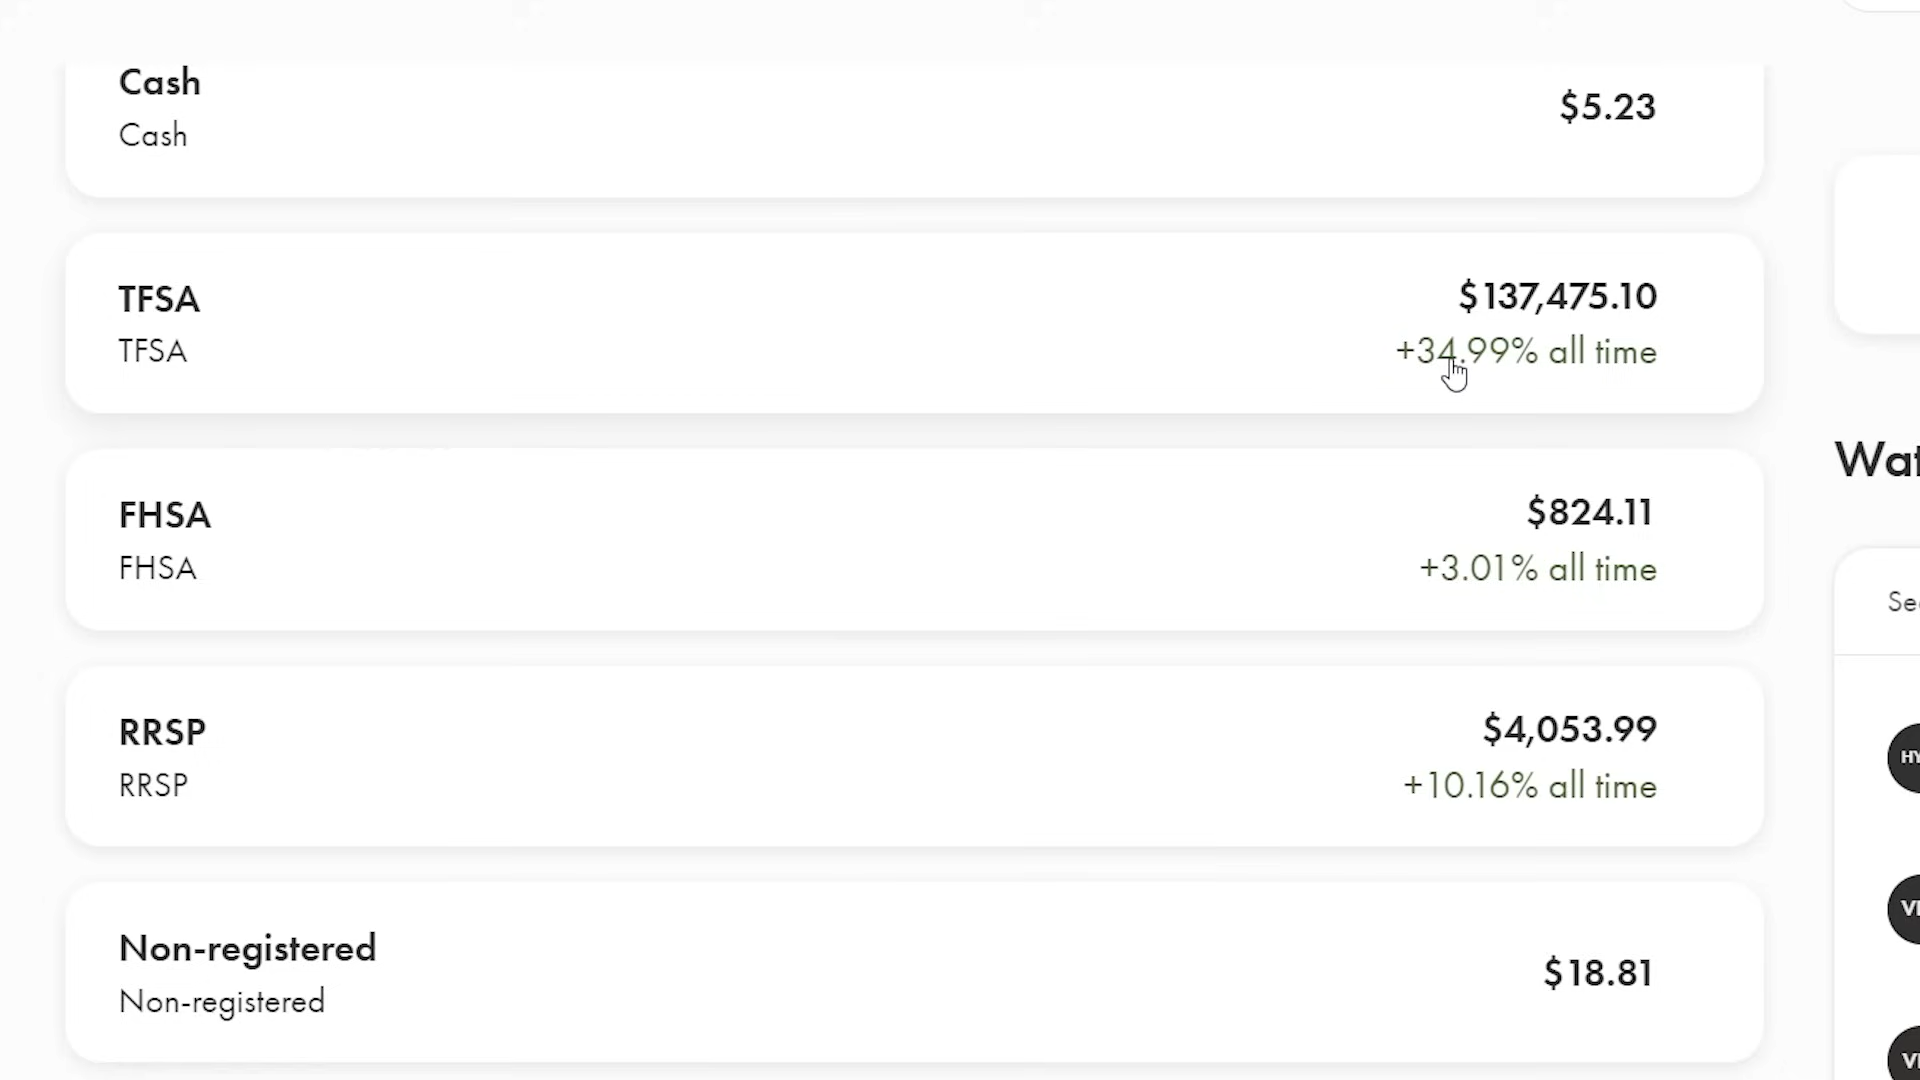 Cash
Cash
$5.23
TFSA
TFSA
$137,475.10
+34.99% all time
FHSA
FHSA
$824.11
+3.01% all time
RRSP
RRSP
$4,053.99
+10.16% all time
Non-registered
Non-registered
$18.81